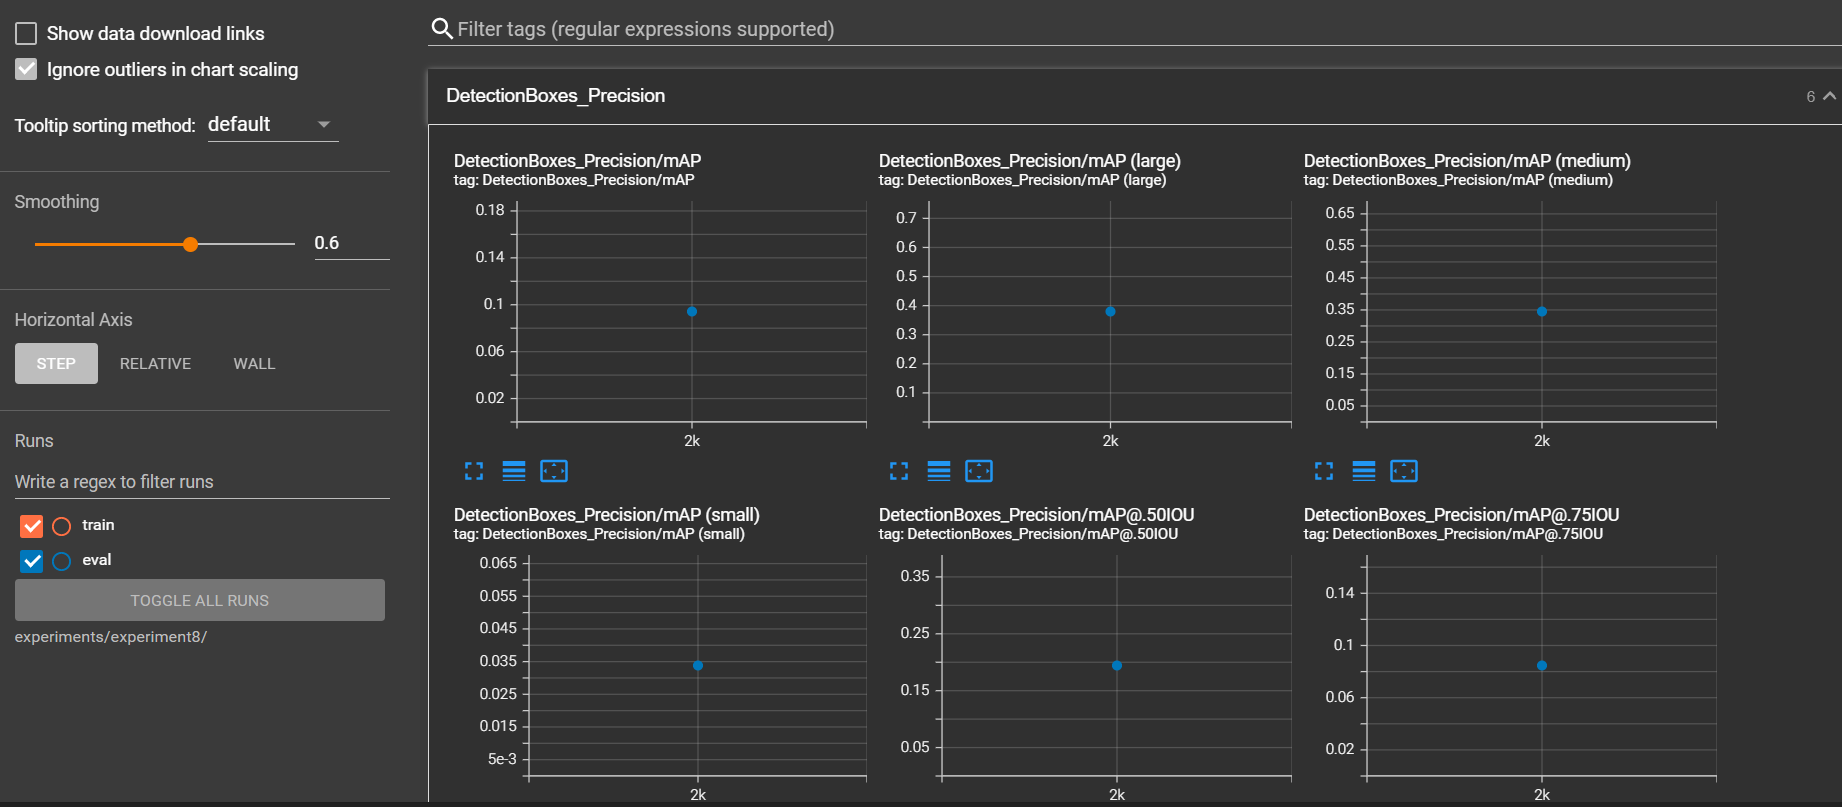 Show data download links
Ignore outliers in chart scaling
Tooltip sorting method: default
Smoothing
0.6
Horizontal Axis
STEP RELATIVE WALL
Runs
Write a regex to filter runs
train
eval
TOGGLE ALL RUNS
experiments/experiment8/
Filter tags (regular expressions supported)
DetectionBoxes_Precision
6
DetectionBoxes_Precision/mAP
tag: DetectionBoxes_Precision/mAP
0.18
0.14
0.1
0.06
0.02
2k
DetectionBoxes_Precision/mAP (large)
tag: DetectionBoxes_Precision/mAP (large)
0.7
0.6
0.5
0.4
0.3
0.2
0.1
2k
DetectionBoxes_Precision/mAP (medium)
tag: DetectionBoxes_Precision/mAP (medium)
0.65
0.55
0.45
0.35
0.25
0.15
0.05
2k
DetectionBoxes_Precision/mAP (small)
tag: DetectionBoxes_Precision/mAP (small)
0.065
0.055
0.045
0.035
0.025
0.015
5e-3
2k
DetectionBoxes_Precision/mAP@.50IOU
tag: DetectionBoxes_Precision/mAP@.50IOU
0.35
0.25
0.15
0.05
2k
DetectionBoxes_Precision/mAP@.75IOU
tag: DetectionBoxes_Precision/mAP@.75IOU
0.14
0.1
0.06
0.02
2k